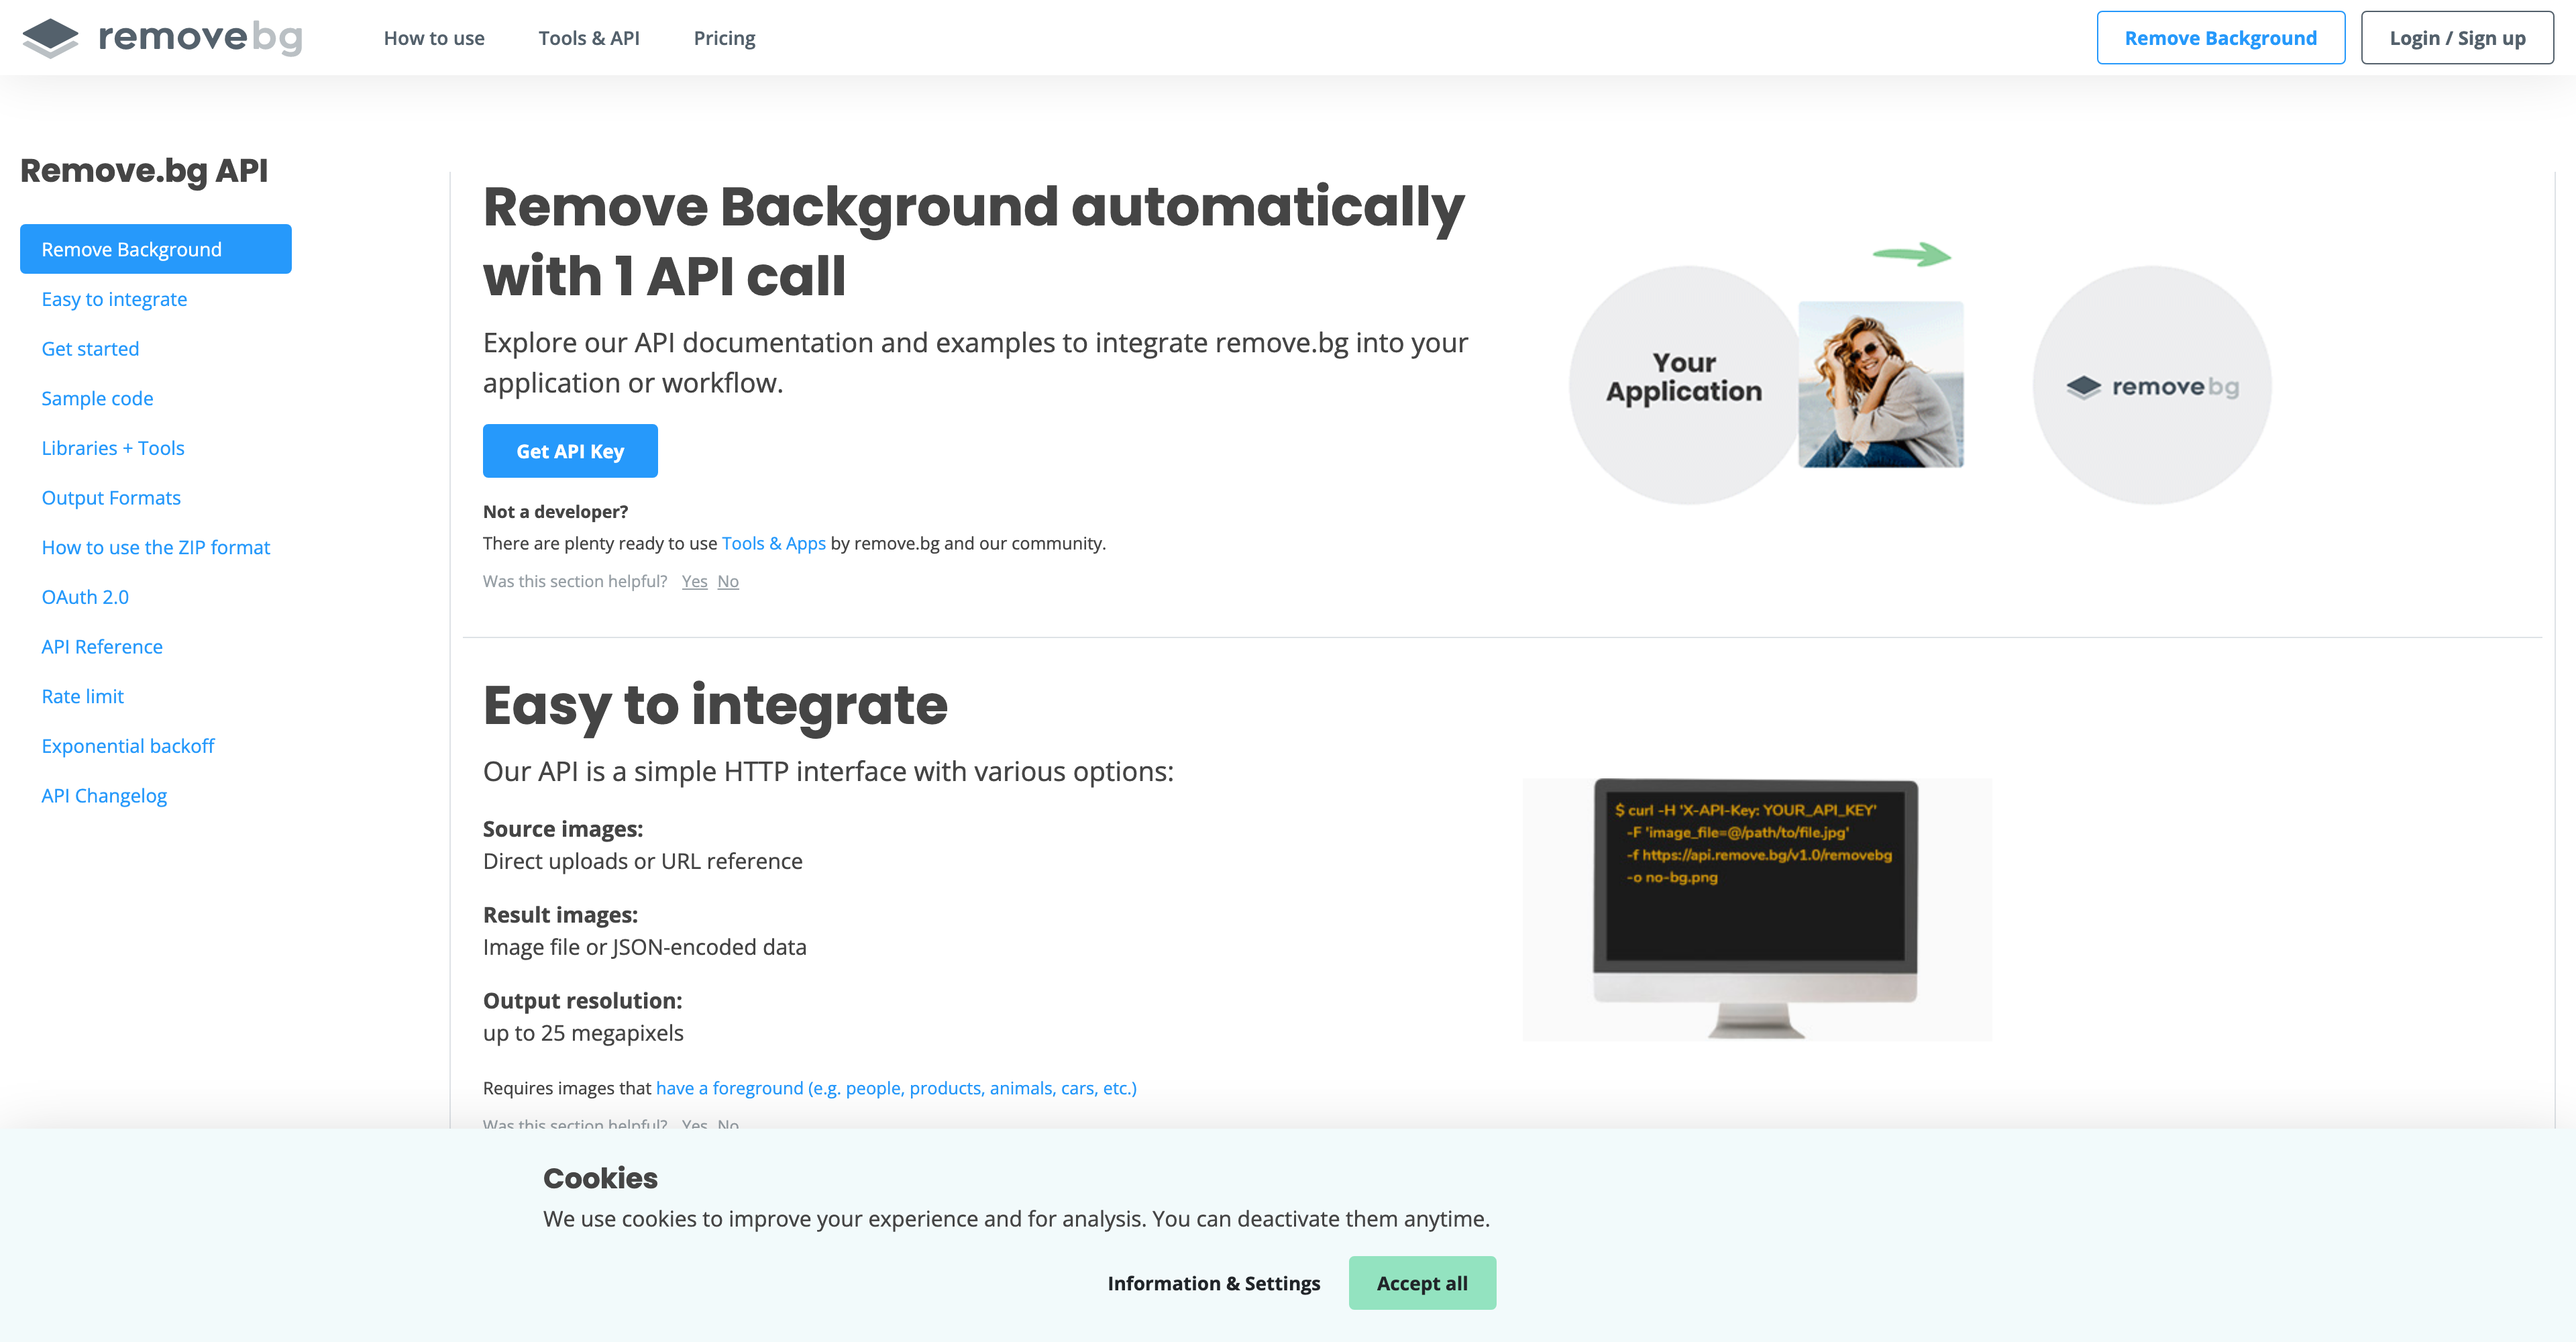 removebg
How to use
Tools & API
Pricing
Remove Background
Login / Sign up
Remove.bg API
Remove Background
Easy to integrate
Get started
Sample code
Libraries + Tools
Output Formats
How to use the ZIP format
OAuth 2.0
API Reference
Rate limit
Exponential backoff
API Changelog
Remove Background automatically
with 1 API call
Explore our API documentation and examples to integrate remove.bg into your
application or workflow.
Get API Key
Not a developer?
There are plenty ready to use Tools & Apps by remove.bg and our community.
Was this section helpful? Yes No
Your
Application
removebg
Easy to integrate
Our API is a simple HTTP interface with various options:
Source images:
Direct uploads or URL reference
Result images:
Image file or JSON-encoded data
Output resolution:
up to 25 megapixels
Requires images that have a foreground (e.g. people, products, animals, cars, etc.)
Was this section helpful? Yes No
$ curl -H 'X-API-Key: YOUR_API_KEY'
-F 'image_file=@/path/to/file.jpg'
-f https://api.remove.bg/v1.0/removebg
-o no-bg.png
Cookies
We use cookies to improve your experience and for analysis. You can deactivate them anytime.
Information & Settings
Accept all